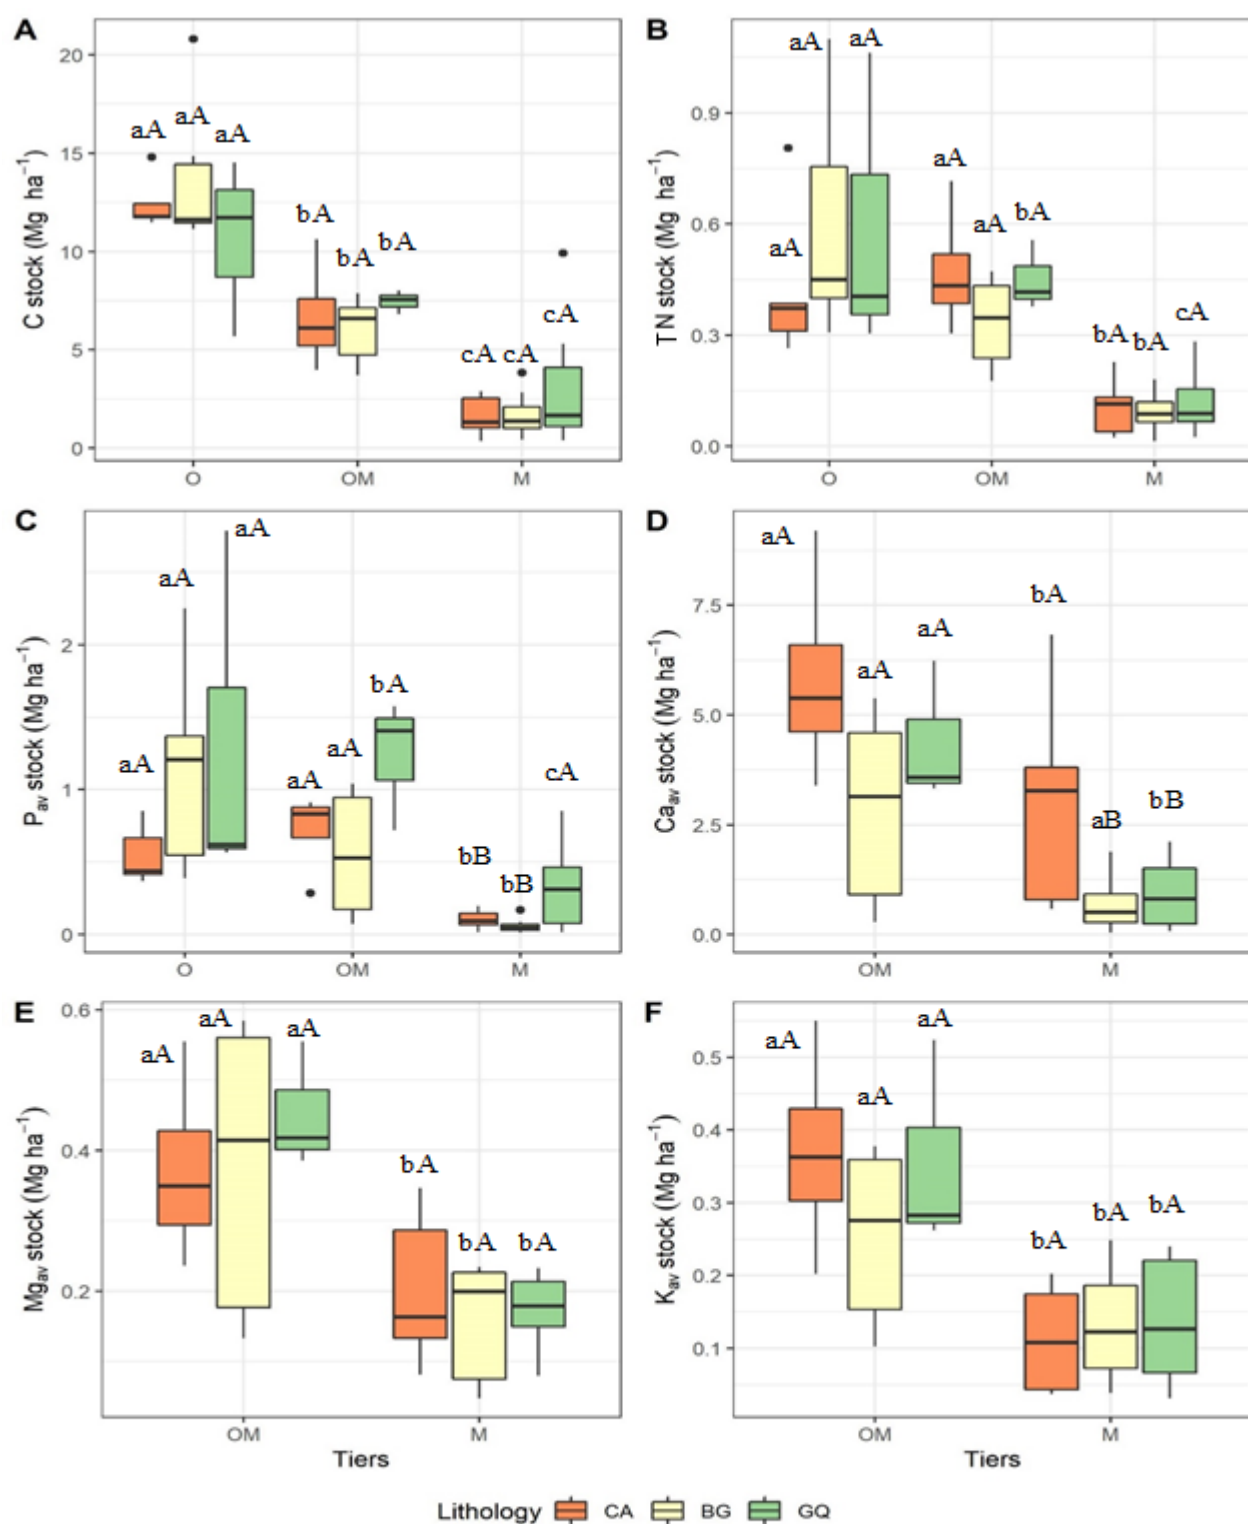 A
C stock (Mg ha⁻¹)
20
15
10
5
0
aA aA aA
bA bA bA
cA cA cA
O OM M
B
TN stock (Mg ha⁻¹)
0.9
0.6
0.3
0.0
aA aA aA
aA aA bA
bA bA cA
O OM M
C
Pav stock (Mg ha⁻¹)
2
1
0
aA aA aA
aA aA bA
bB bB cA
O OM M
D
Caav stock (Mg ha⁻¹)
7.5
5.0
2.5
0.0
aA aA aA
bA aB bB
OM M
E
Mgav stock (Mg ha⁻¹)
0.6
0.4
0.2
aA aA aA
bA bA bA
OM M
Tiers
F
Kav stock (Mg ha⁻¹)
0.5
0.4
0.3
0.2
0.1
aA aA aA
bA bA bA
OM M
Tiers
Lithology CA BG GQ